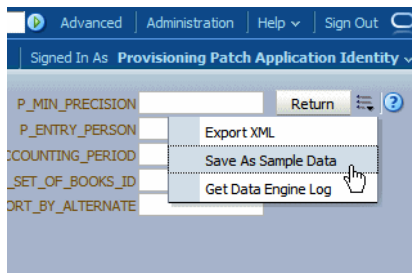 Advanced Administration Help Sign Out
Signed In As Provisioning Patch Application Identity
P_MIN_PRECISION Return
P_ENTRY_PERSON
Export XML
CCOUNTING_PERIOD
Save As Sample Data
_SET_OF_BOOKS_ID
Get Data Engine Log
ORT_BY_ALTERNATE